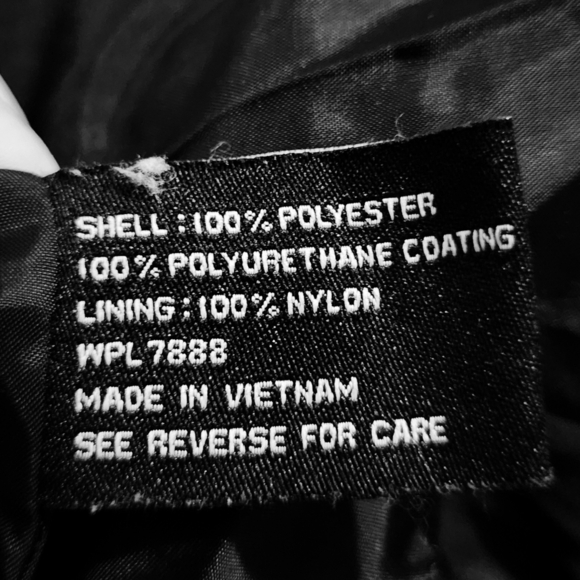 SHELL : 100% POLYESTER
100% POLYURETHANE COATING
LINING : 100% NYLON
WPL 7888
MADE IN VIETNAM
SEE REVERSE FOR CARE